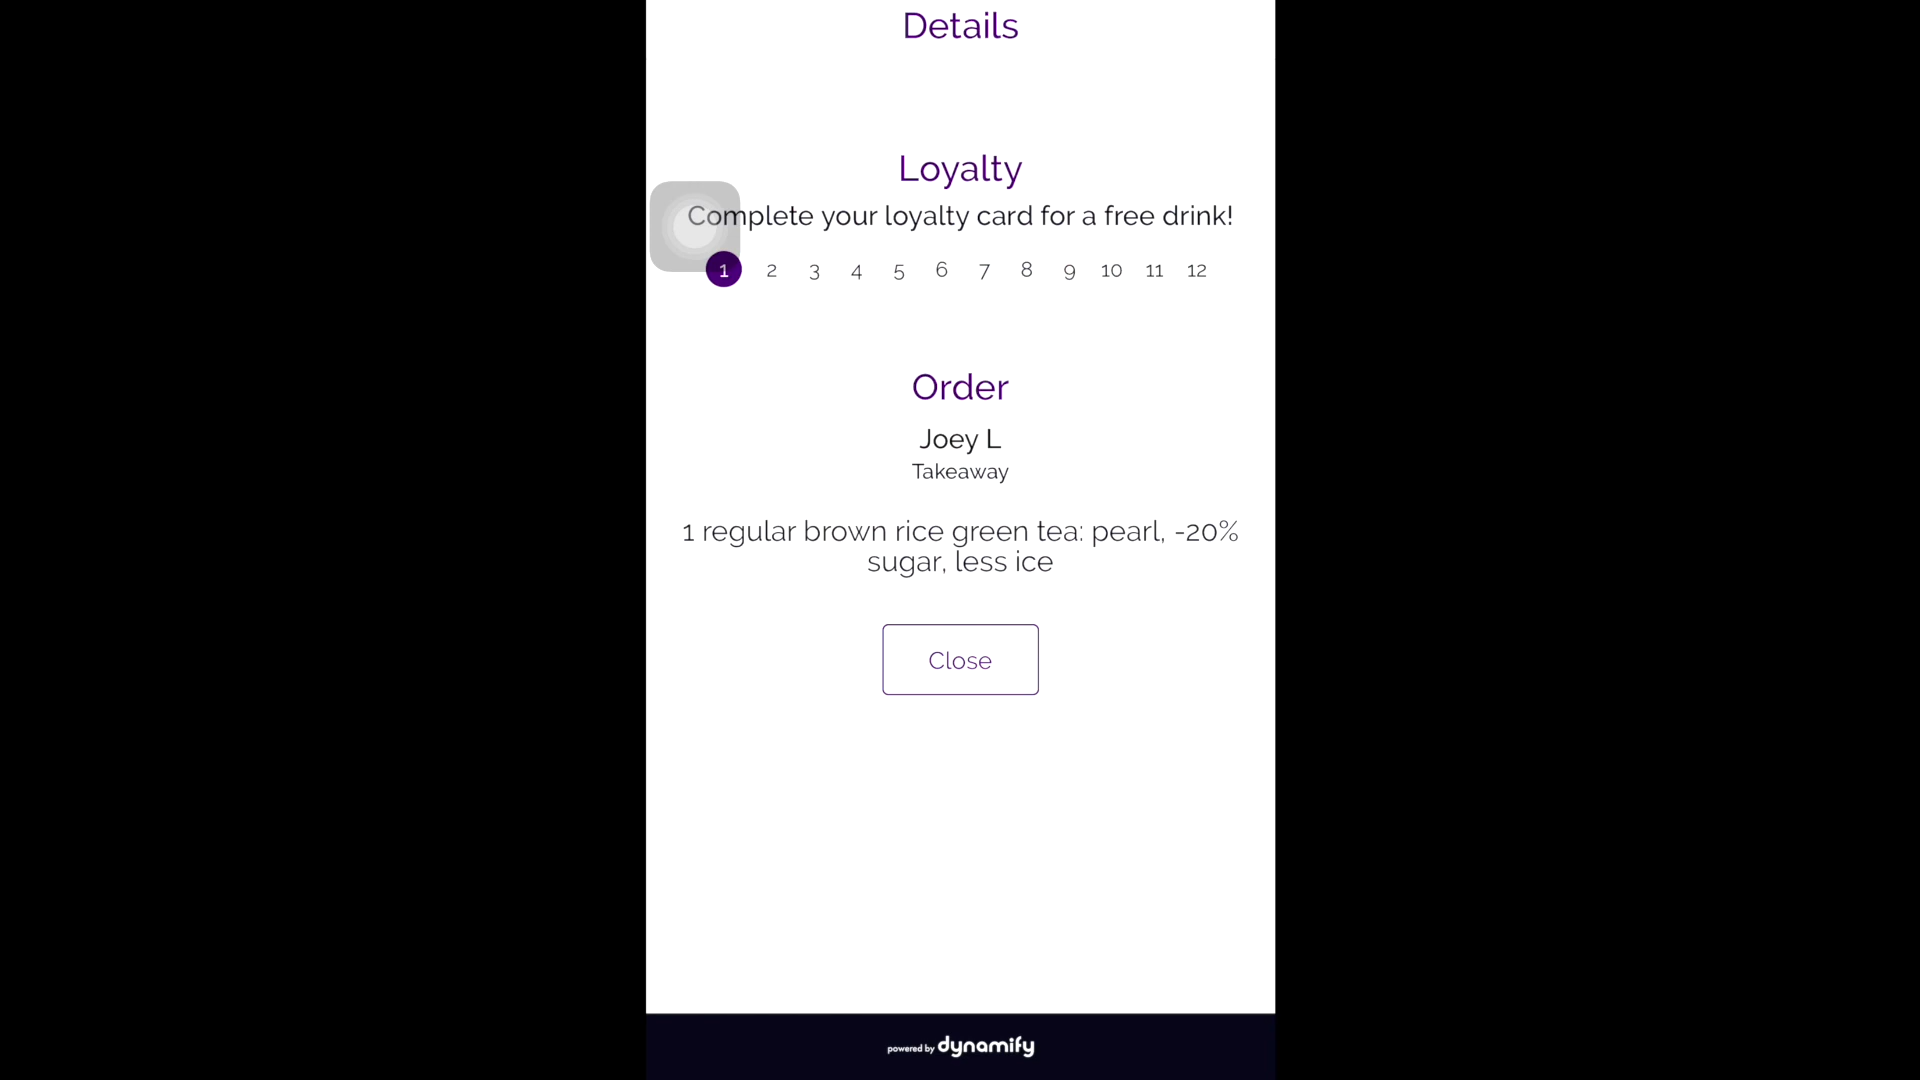 Details
Loyalty
Complete your loyalty card for a free drink!
1 2 3 4 5 6 7 8 9 10 11 12
Order
Joey L
Takeaway
1 regular brown rice green tea: pearl, -20%
sugar, less ice
Close
powered by dynamify